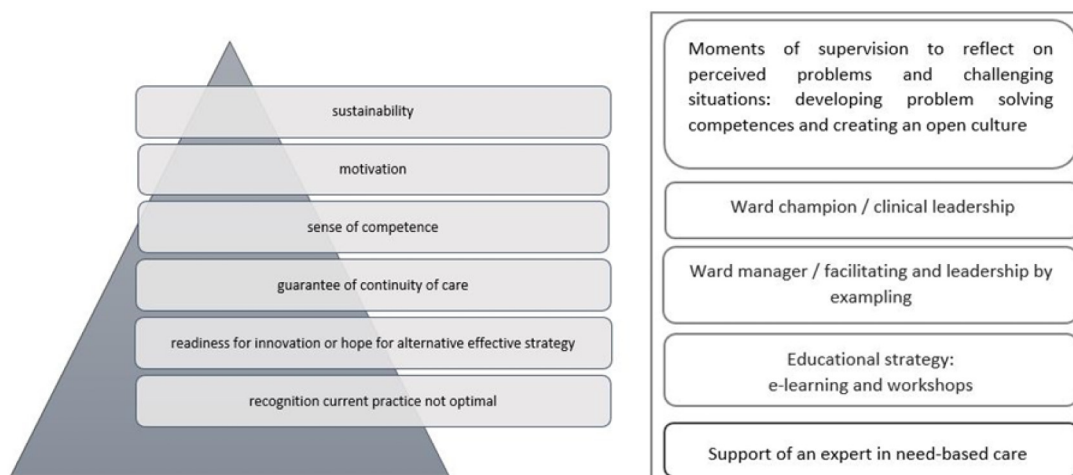 sustainability
motivation
sense of competence
guarantee of continuity of care
readiness for innovation or hope for alternative effective strategy
recognition current practice not optimal
Moments of supervision to reflect on
perceived problems and challenging
situations: developing problem solving
competences and creating an open culture
Ward champion / clinical leadership
Ward manager / facilitating and leadership by
exampling
Educational strategy:
e-learning and workshops
Support of an expert in need-based care